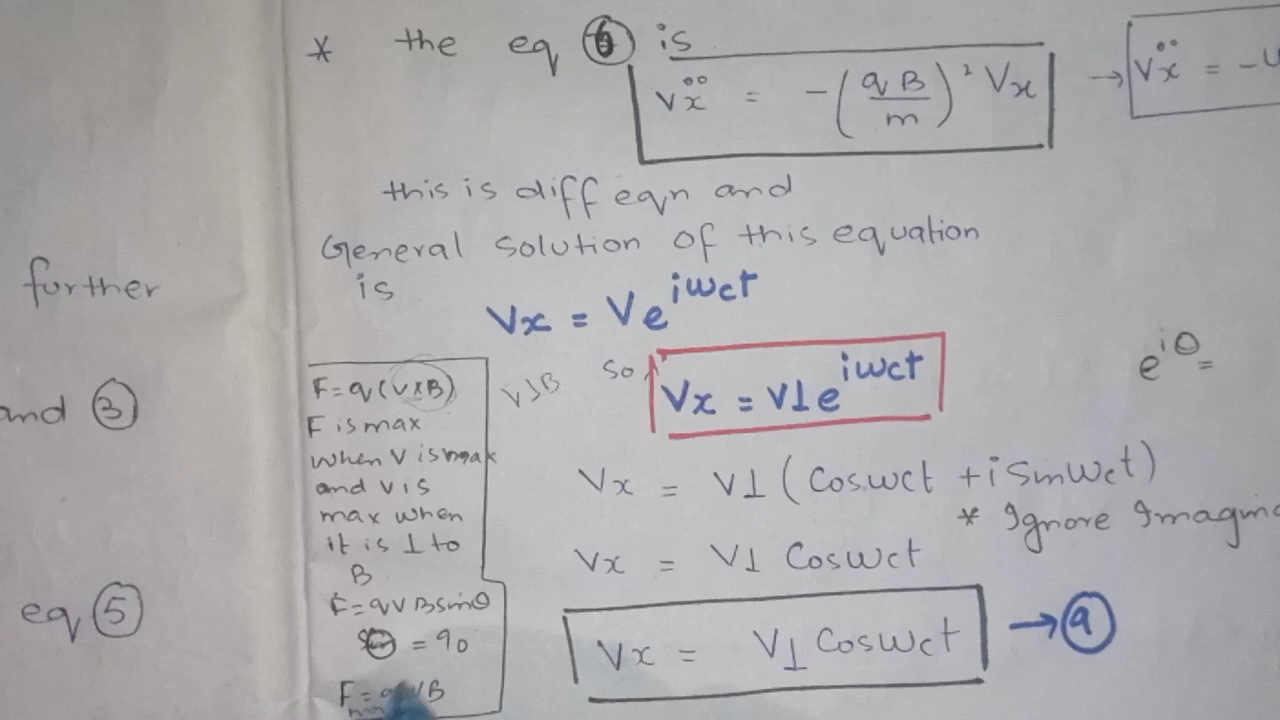 * the eq ⑥ is
V̈x = -(qB/m)² Vx → V̈x = -
this is diff eqn and
General solution of this equation
is
Vx = Ve^iωct
further
and ③
eq ⑤
F = q(V×B)
F is max
when V is max
and V is
max when
it is ⊥ to
B
F = qVBsinθ
= 90
F = qVB
V⊥B
so
Vx = V⊥e^iωct
e^iθ =
Vx = V⊥(Cosωct + iSinωct)
* Ignore
Vx = V⊥ Cosωct
Vx = V⊥ Cosωct → ⓐ